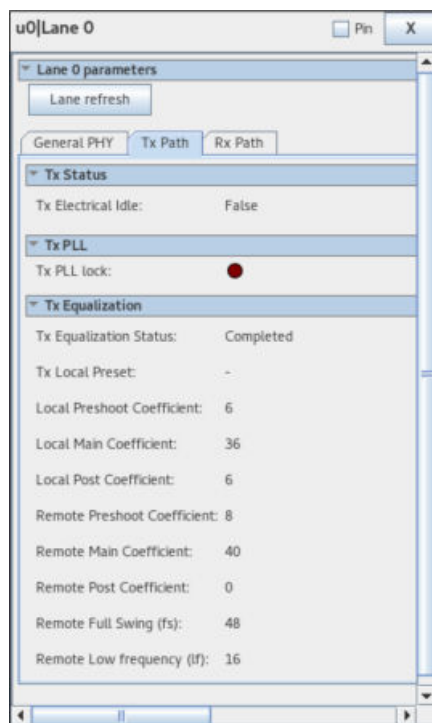 u0|Lane 0
Pin
X
Lane 0 parameters
Lane refresh
General PHY Tx Path Rx Path
Tx Status
Tx Electrical Idle: False
Tx PLL
Tx PLL lock:
Tx Equalization
Tx Equalization Status: Completed
Tx Local Preset: -
Local Preshoot Coefficient: 6
Local Main Coefficient: 36
Local Post Coefficient: 6
Remote Preshoot Coefficient: 8
Remote Main Coefficient: 40
Remote Post Coefficient: 0
Remote Full Swing (fs): 48
Remote Low frequency (lf): 16